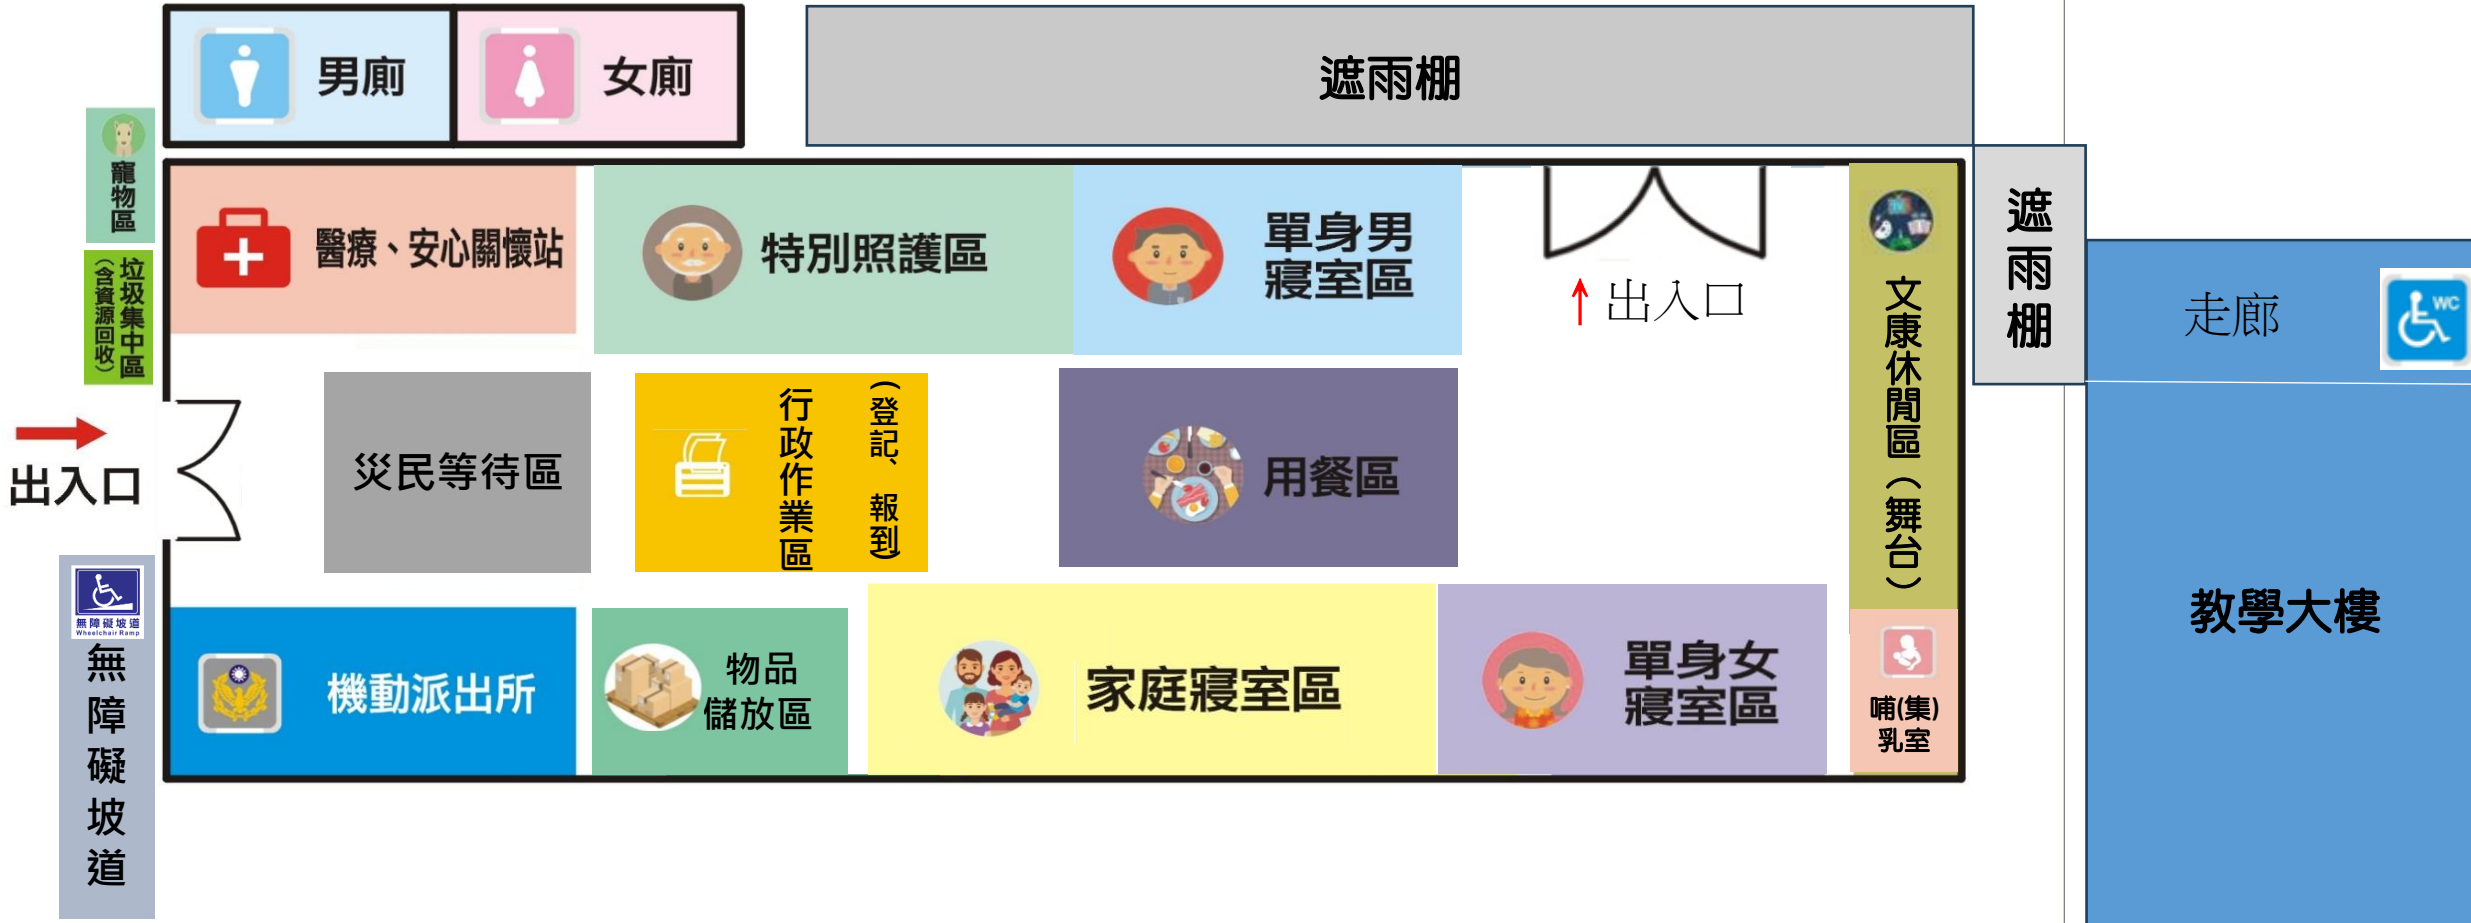 男廁
女廁
遮雨棚
寵物區
垃圾集中區
（含資源回收）
醫療、安心關懷站
特別照護區
單身男
寢室區
出入口
文康休閒區（舞台）
遮雨棚
走廊
WC
出入口
災民等待區
行政作業區
（登記、報到）
用餐區
無障礙坡道
Wheelchair Ramp
無障礙坡道
機動派出所
物品
儲放區
家庭寢室區
單身女
寢室區
哺(集)
乳室
教學大樓